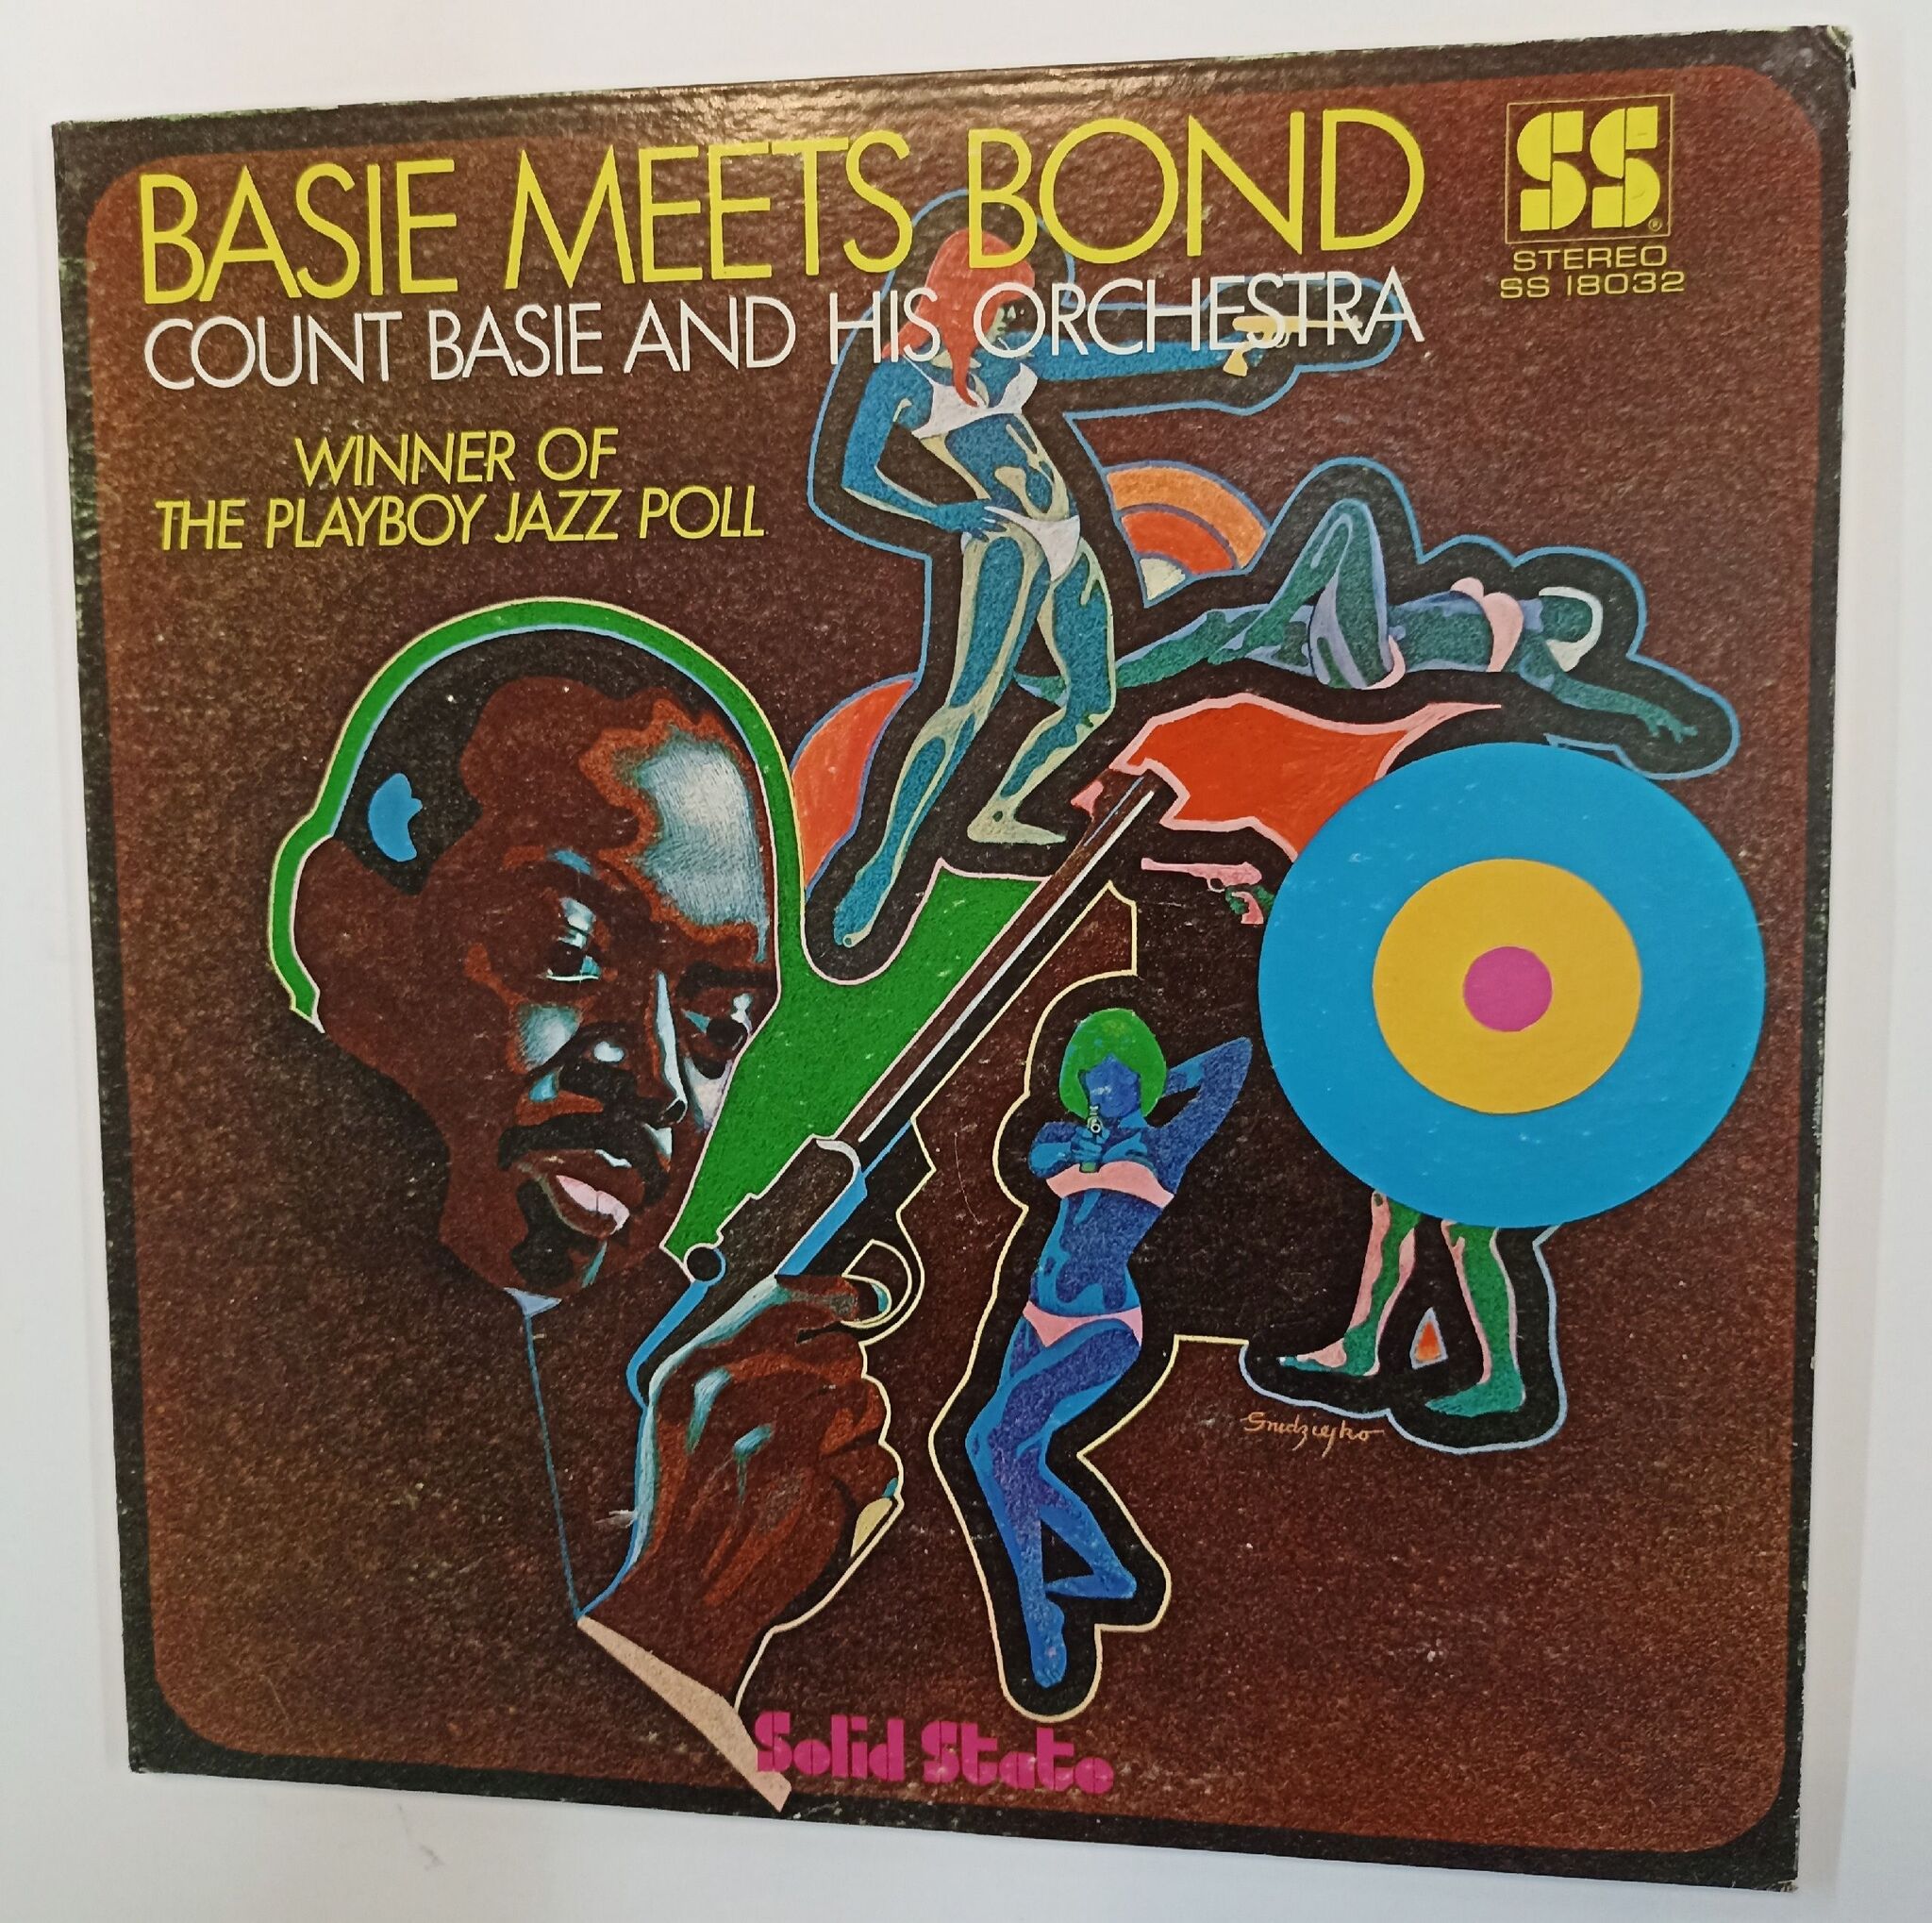 BASIE MEETS BOND
COUNT BASIE AND HIS ORCHESTRA
SS®
STEREO
SS 18032
WINNER OF
THE PLAYBOY JAZZ POLL
Solid State